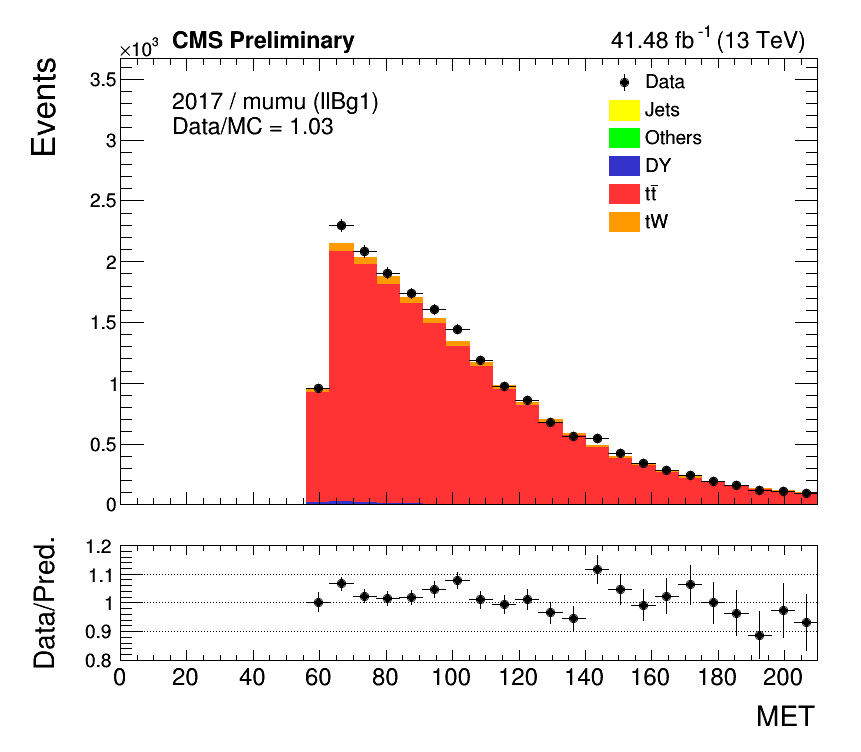 ×10³ CMS Preliminary 41.48 fb⁻¹ (13 TeV)
Events
3.5
3
2.5
2
1.5
1
0.5
0
2017 / mumu (llBg1)
Data/MC = 1.03
Data
Jets
Others
DY
tt̄
tW
Data/Pred.
1.2
1.1
1
0.9
0.8
0 20 40 60 80 100 120 140 160 180 200
MET